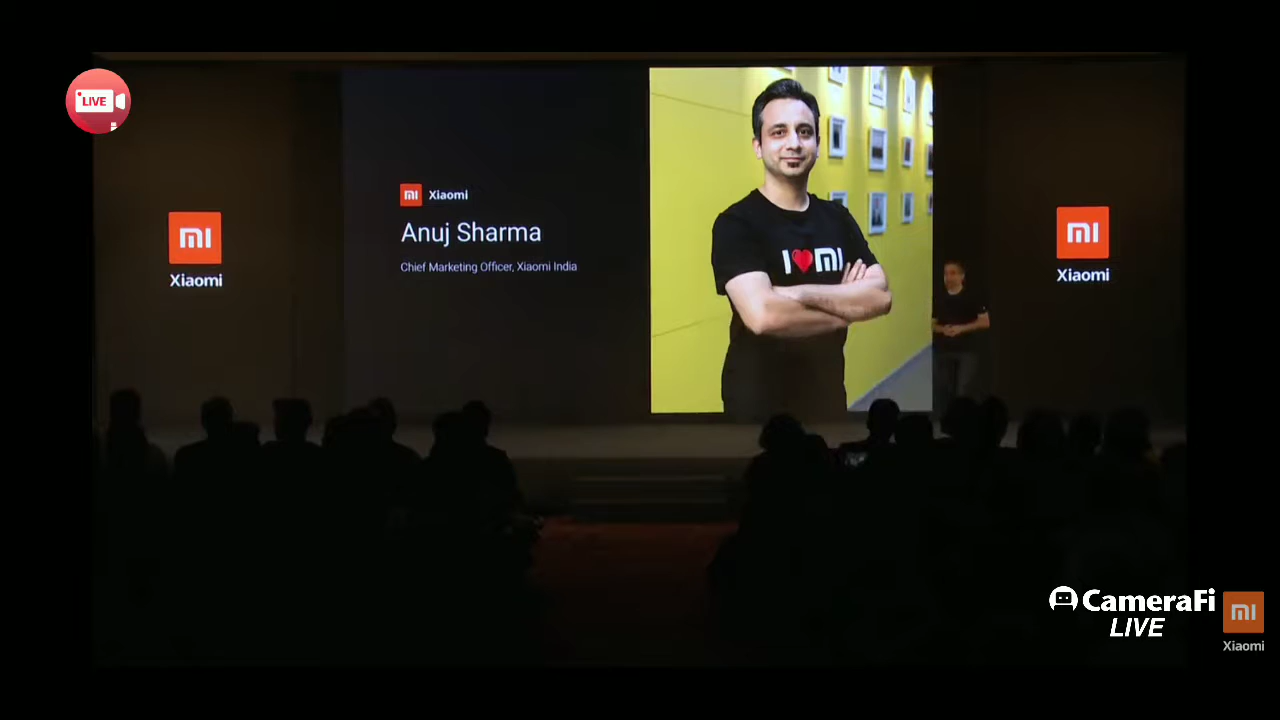 LIVE
mi
Xiaomi
mi Xiaomi
Anuj Sharma
Chief Marketing Officer, Xiaomi India
I ❤ mi
mi
Xiaomi
CameraFi
LIVE
mi
Xiaomi